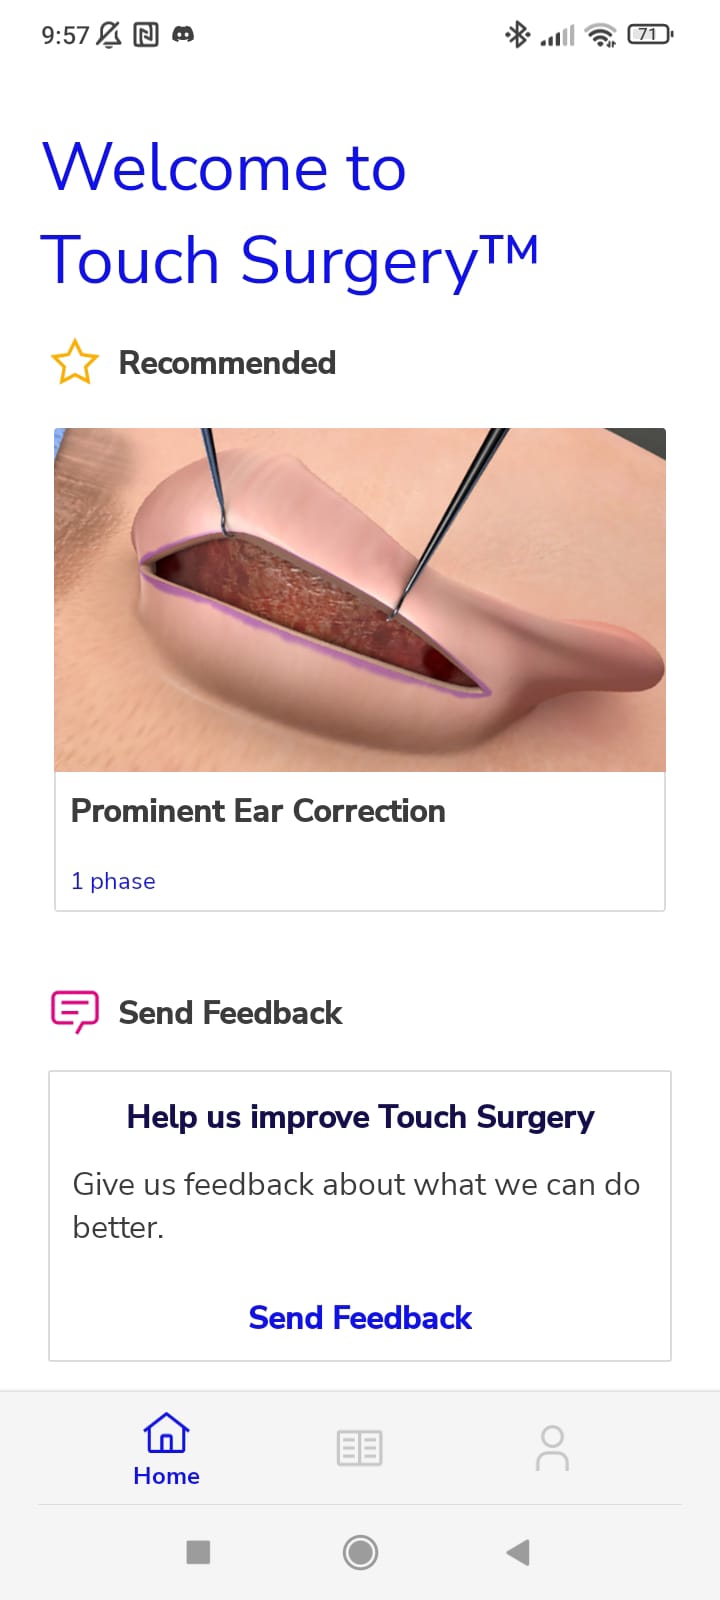 9:57
71
Welcome to
Touch Surgery™
Recommended
Prominent Ear Correction
1 phase
Send Feedback
Help us improve Touch Surgery
Give us feedback about what we can do
better.
Send Feedback
Home